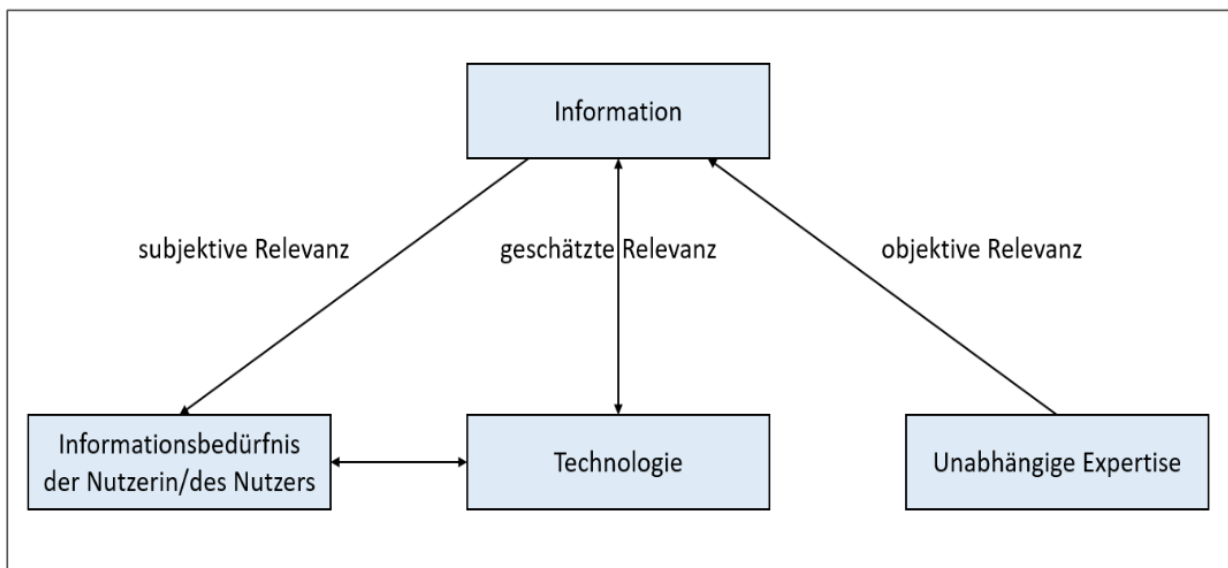 Information
subjektive Relevanz
geschätzte Relevanz
objektive Relevanz
Informationsbedürfnis
der Nutzerin/des Nutzers
Technologie
Unabhängige Expertise